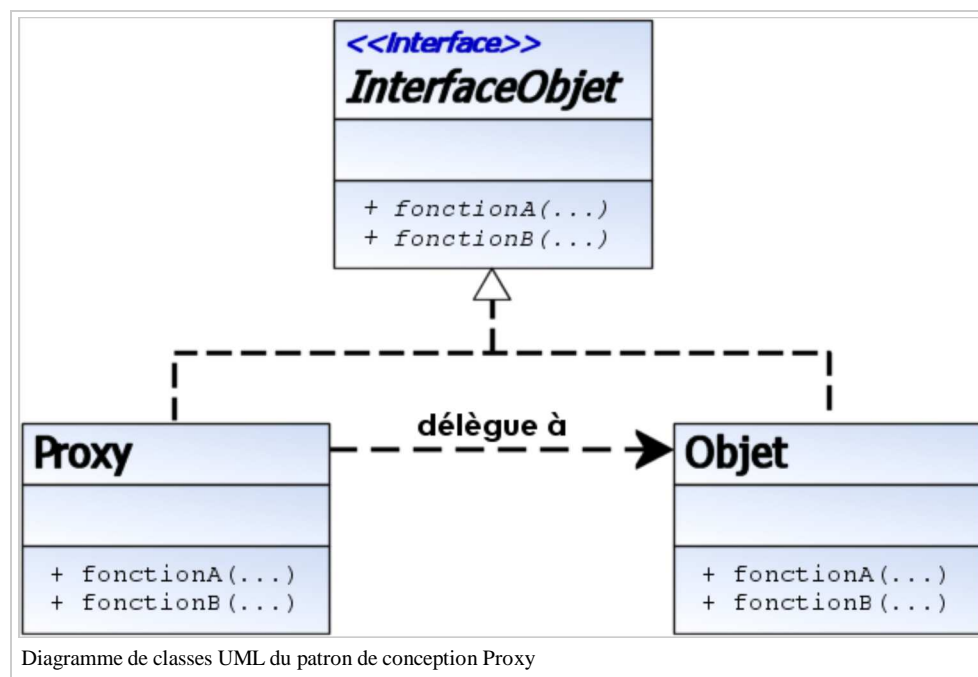 <<Interface>>
InterfaceObjet
+ fonctionA(...)
+ fonctionB(...)
délègue à
Proxy
+ fonctionA(...)
+ fonctionB(...)
Objet
+ fonctionA(...)
+ fonctionB(...)
Diagramme de classes UML du patron de conception Proxy